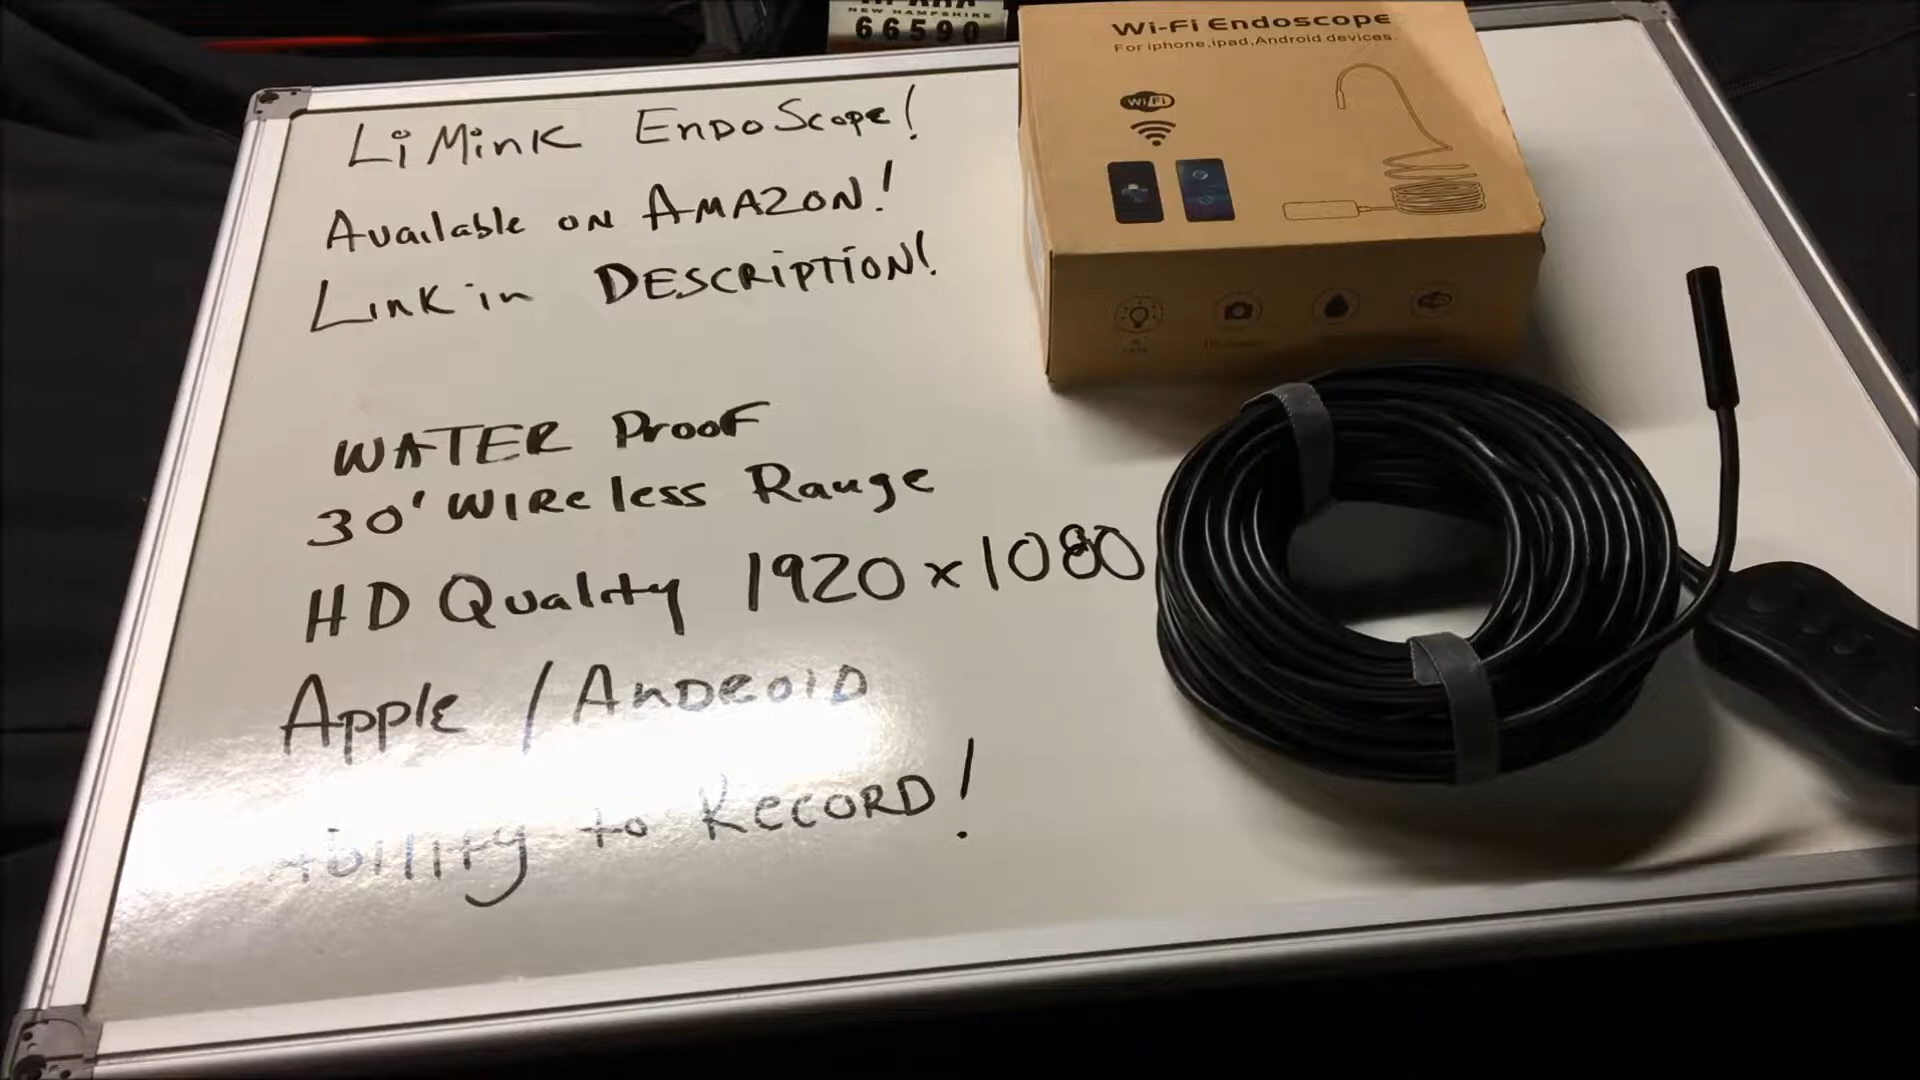 NEW HAMPSHIRE
66590
Wi-Fi Endoscope
For iphone,ipad,Android devices.
WiFi
LiMink EndoScope!
Available on AMAZON!
Link in DESCRIPTION!
WATER Proof
30' WIReless Range
HD Quality 1920x1080
Apple / Android
Ability to RECORD!